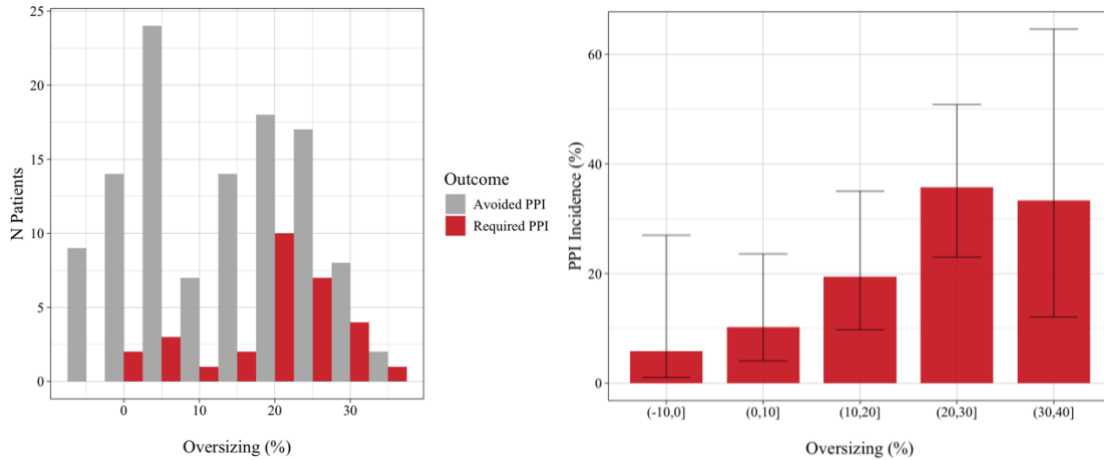 25
20
15
10
5
0
N Patients
0 10 20 30
Oversizing (%)
Outcome
Avoided PPI
Required PPI
60
40
20
0
PPI Incidence (%)
(-10,0] (0,10] (10,20] (20,30] (30,40]
Oversizing (%)